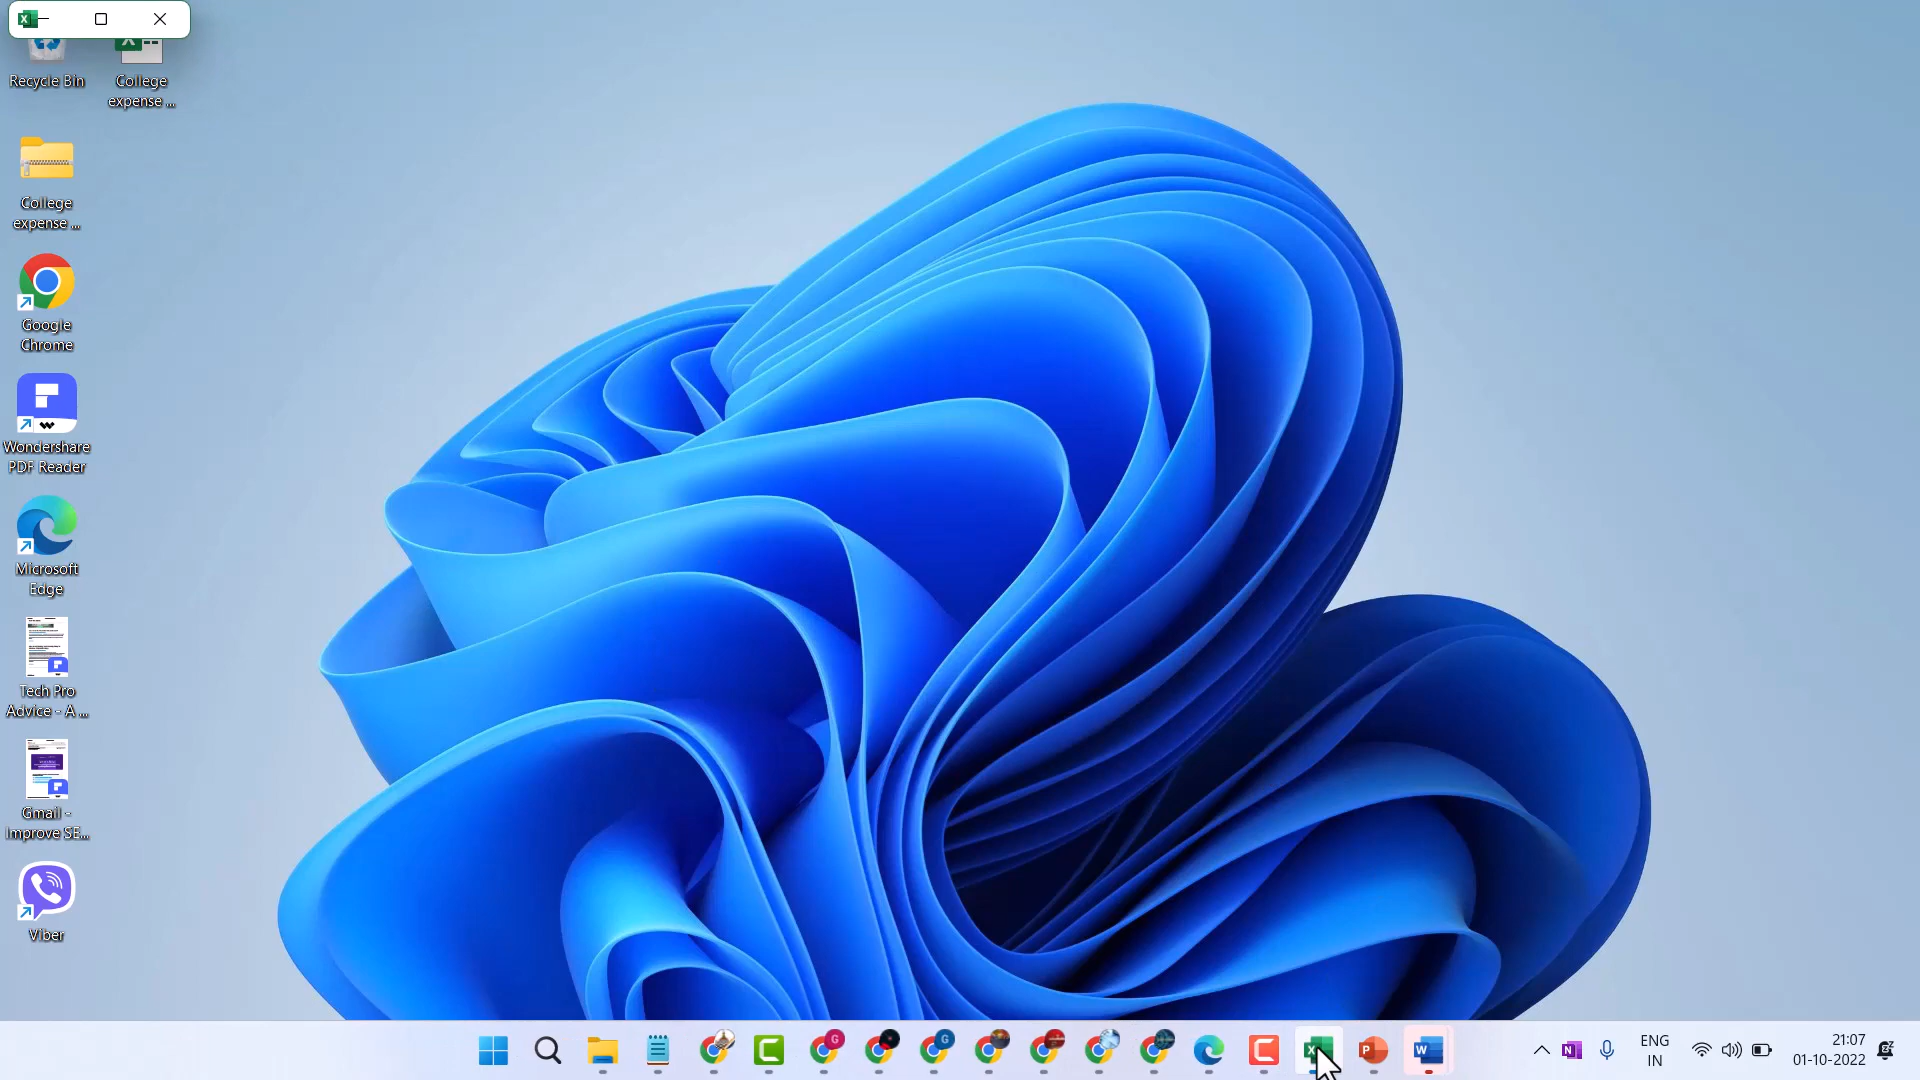 Recycle Bin
College
expense ...
College
expense ...
Google
Chrome
Wondershare
PDF Reader
Microsoft
Edge
Tech Pro
Advice - A ...
Gmail -
Improve SE...
Viber
ENG
IN
21:07
01-10-2022